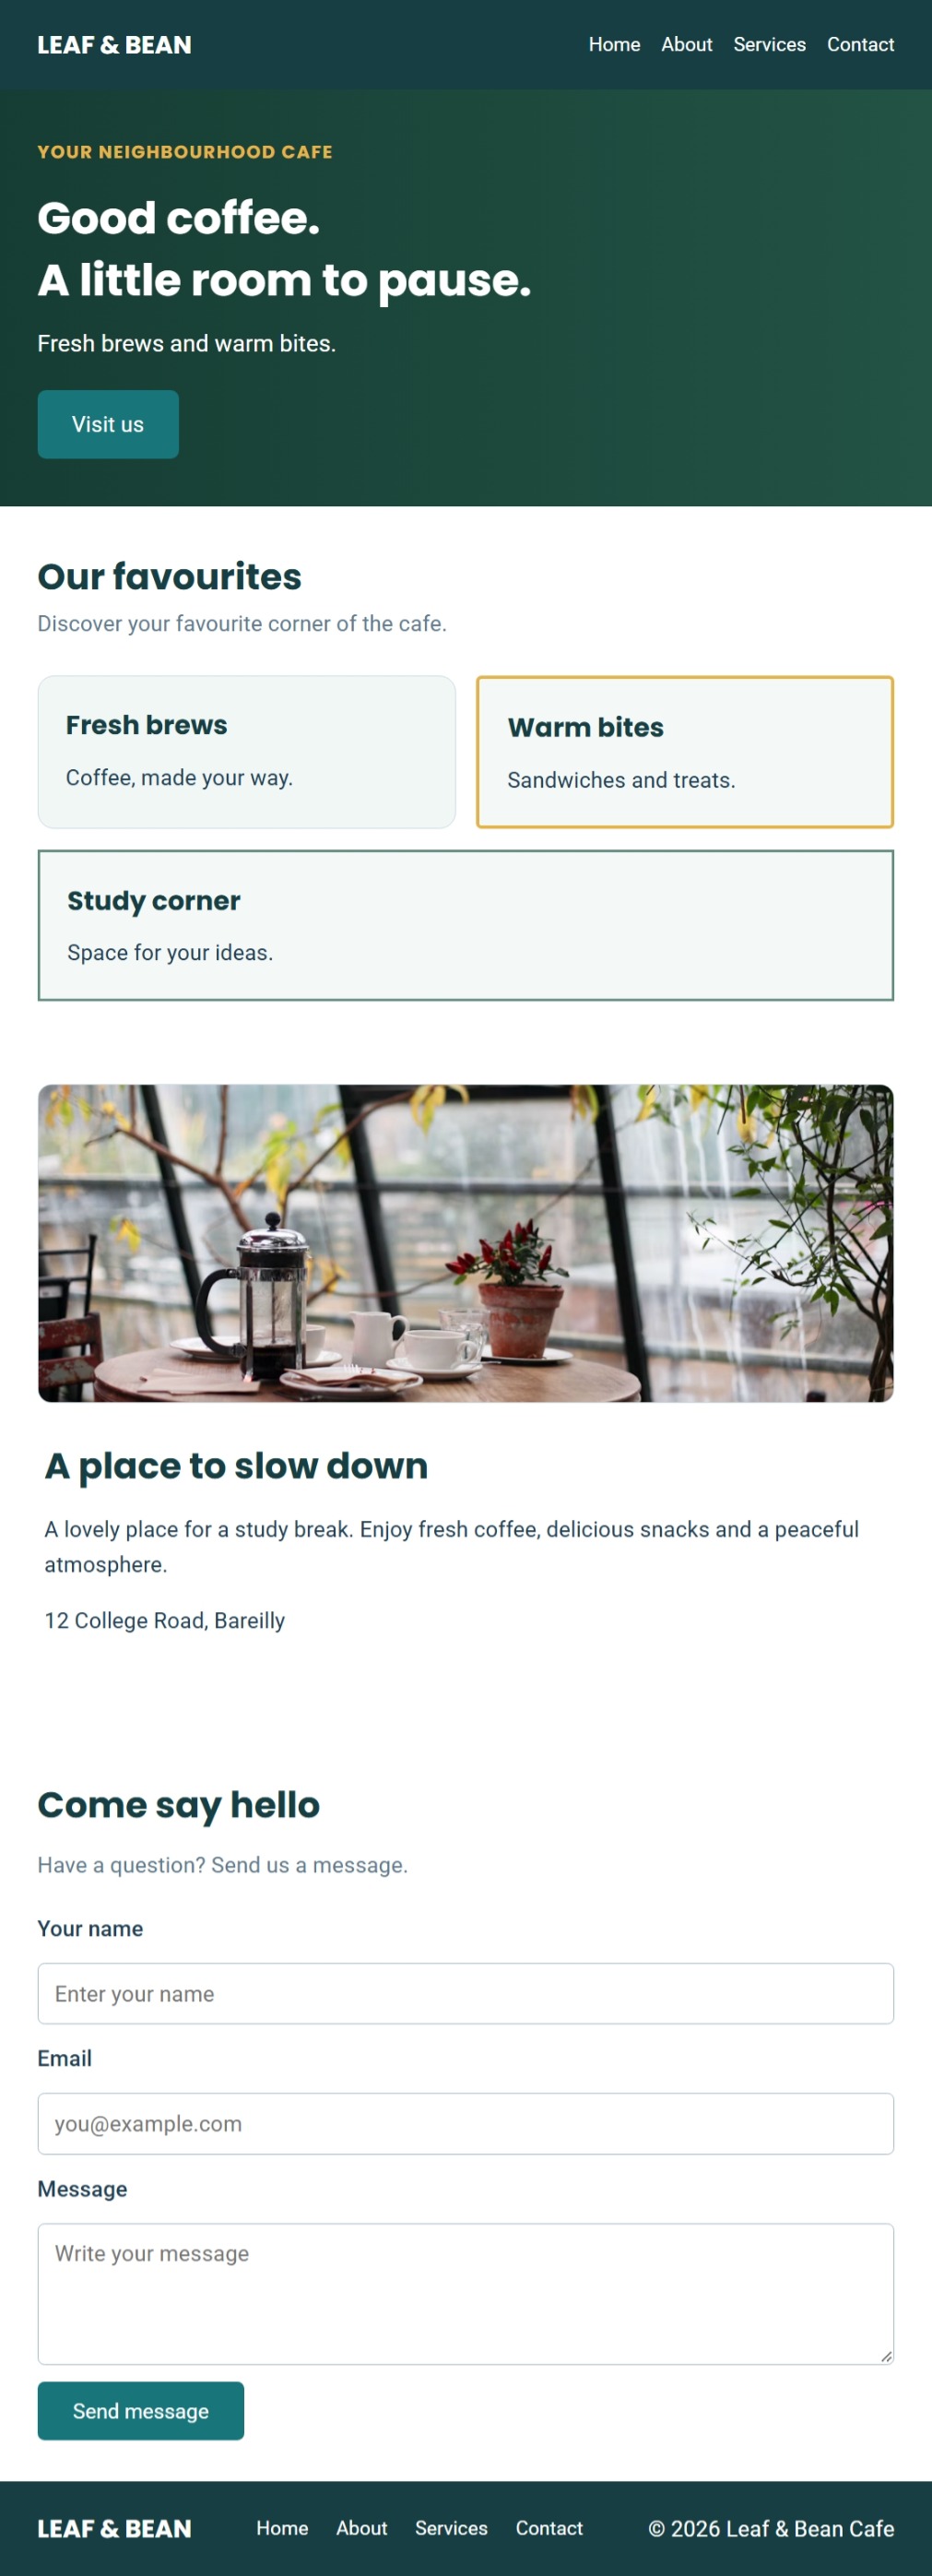 LEAF & BEAN
Home About Services Contact
YOUR NEIGHBOURHOOD CAFE
Good coffee.
A little room to pause.
Fresh brews and warm bites.
Visit us
Our favourites
Discover your favourite corner of the cafe.
Fresh brews
Coffee, made your way.
Warm bites
Sandwiches and treats.
Study corner
Space for your ideas.
A place to slow down
A lovely place for a study break. Enjoy fresh coffee, delicious snacks and a peaceful
atmosphere.
12 College Road, Bareilly
Come say hello
Have a question? Send us a message.
Your name
Enter your name
Email
you@example.com
Message
Write your message
Send message
LEAF & BEAN
Home About Services Contact
© 2026 Leaf & Bean Cafe